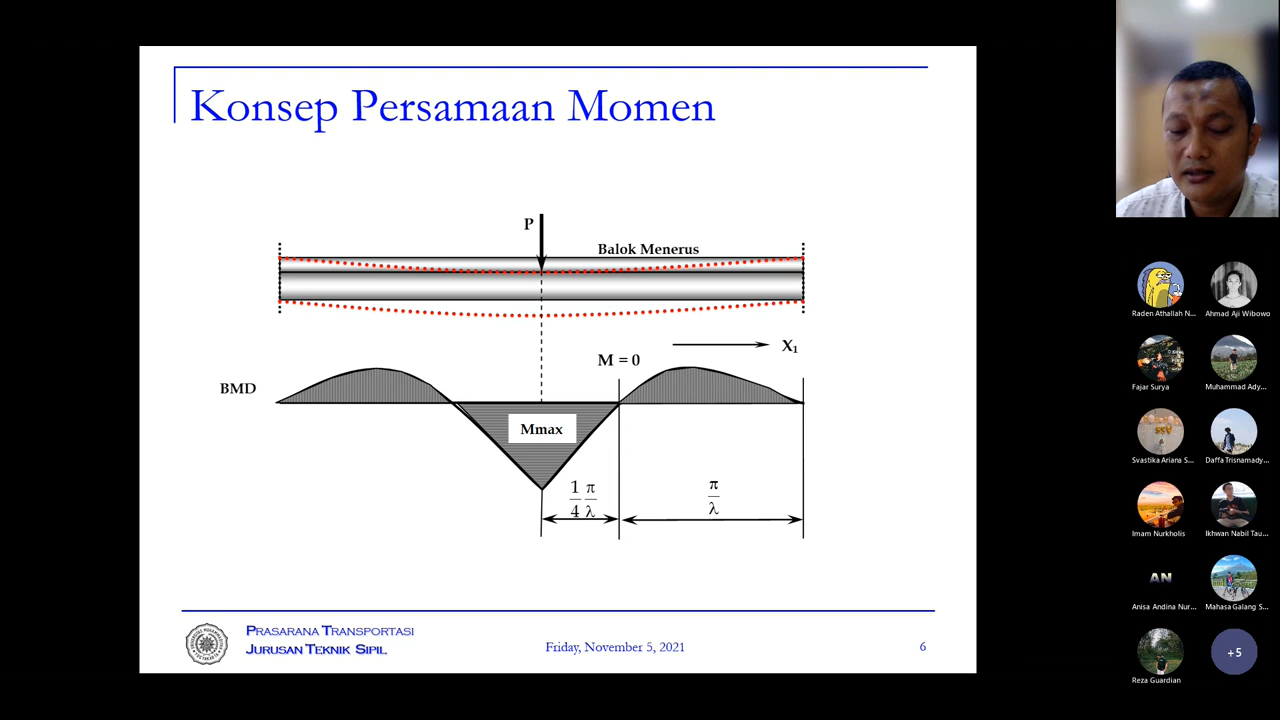 Konsep Persamaan Momen
P
Balok Menerus
X1
M = 0
BMD
Mmax
1/4 π/λ
π/λ
PRASARANA TRANSPORTASI
JURUSAN TEKNIK SIPIL
Friday, November 5, 2021
6
Raden Athallah N...
Ahmad Aji Wibowo
Fajar Surya
Muhammad Ady...
Svastika Ariana S...
Daffa Trisnamady...
Imam Nurkholis
Ikhwan Nabil Tau...
AN
Anisa Andina Nur...
Mahasa Galang S...
Reza Guardian
+5